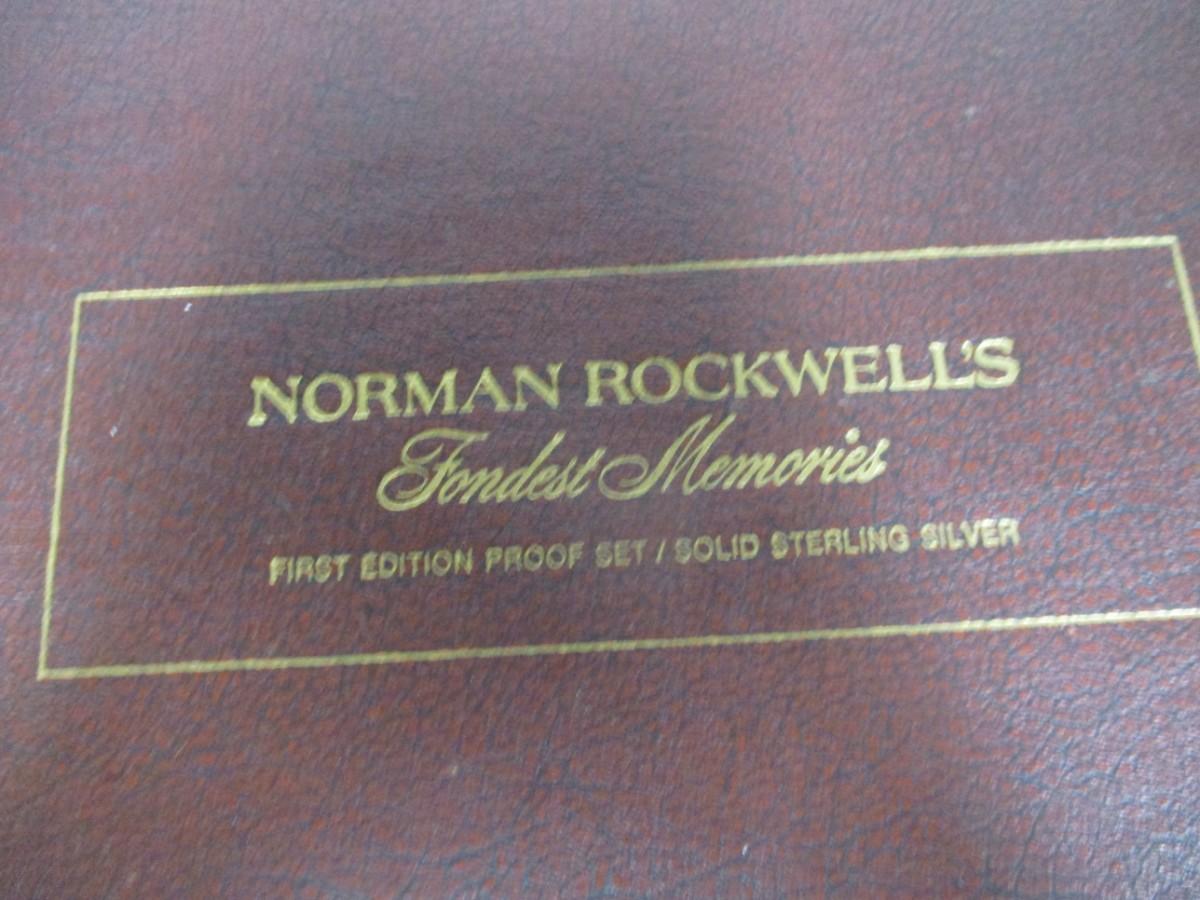 NORMAN ROCKWELL'S
Fondest Memories
FIRST EDITION PROOF SET / SOLID STERLING SILVER